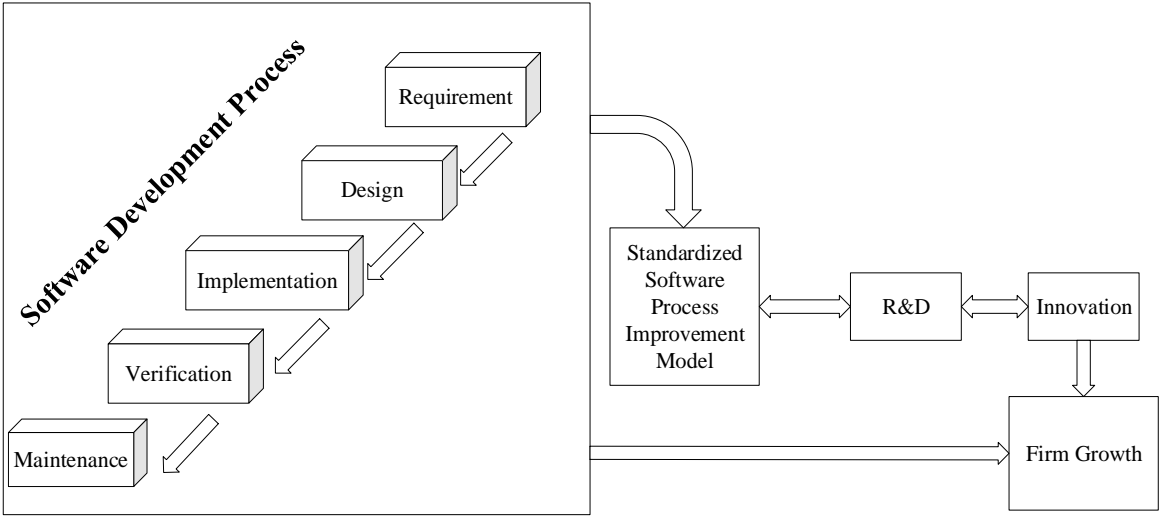 Software Development Process
Requirement
Design
Implementation
Verification
Maintenance
Standardized
Software
Process
Improvement
Model
R&D
Innovation
Firm Growth